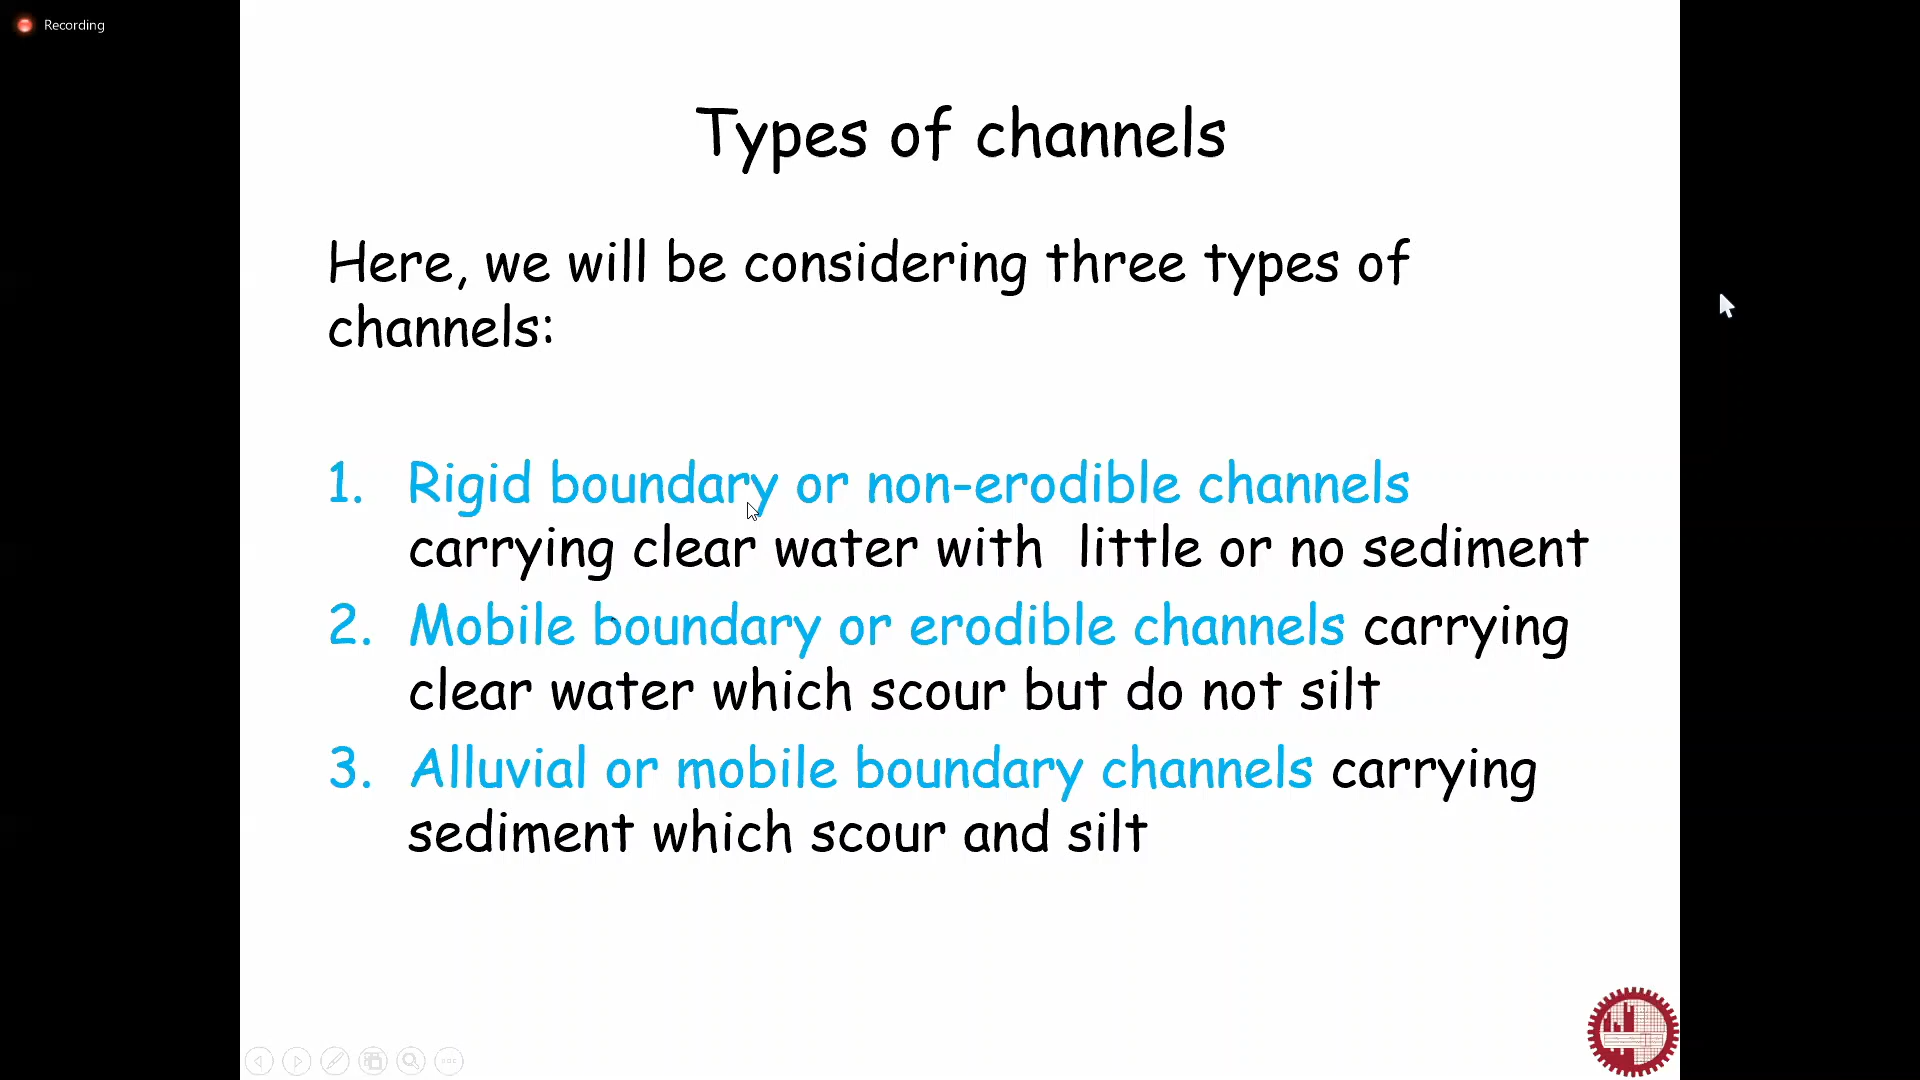 Recording
Types of channels
Here, we will be considering three types of
channels:
1. Rigid boundary or non-erodible channels
carrying clear water with little or no sediment
2. Mobile boundary or erodible channels carrying
clear water which scour but do not silt
3. Alluvial or mobile boundary channels carrying
sediment which scour and silt